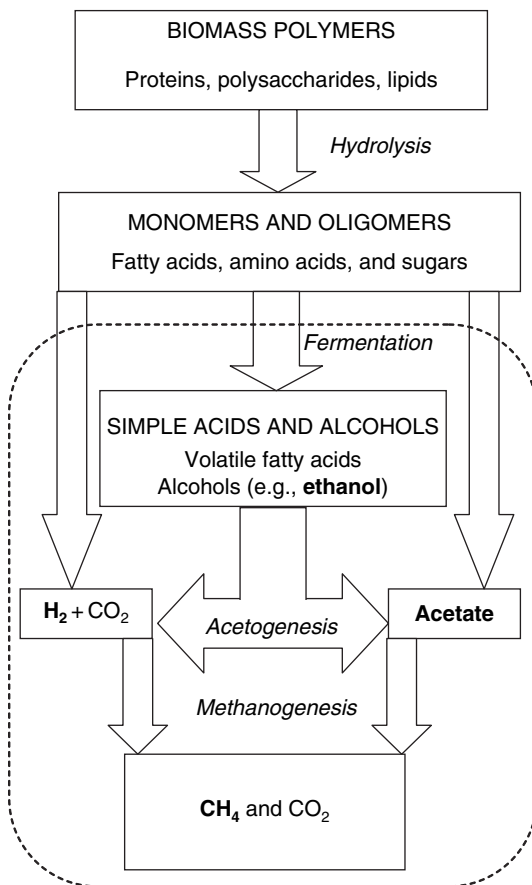 BIOMASS POLYMERS
Proteins, polysaccharides, lipids
Hydrolysis
MONOMERS AND OLIGOMERS
Fatty acids, amino acids, and sugars
Fermentation
SIMPLE ACIDS AND ALCOHOLS
Volatile fatty acids
Alcohols (e.g., ethanol)
H₂ + CO₂
Acetogenesis
Acetate
Methanogenesis
CH₄ and CO₂